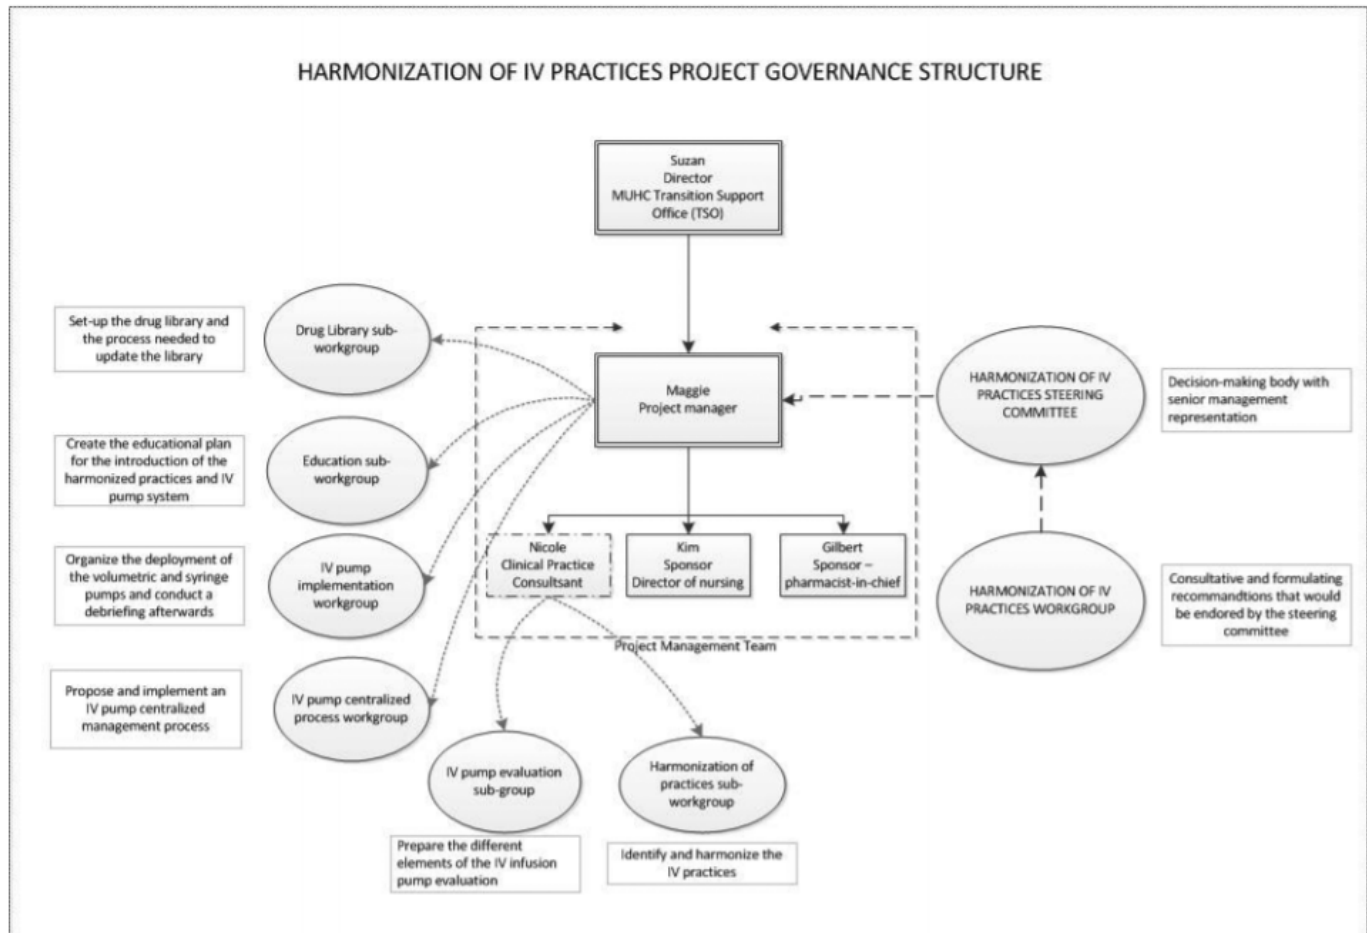 HARMONIZATION OF IV PRACTICES PROJECT GOVERNANCE STRUCTURE
Suzan
Director
MUHC Transition Support
Office (TSO)
Set-up the drug library and
the process needed to
update the library
Drug Library sub-
workgroup
Maggie
Project manager
HARMONIZATION OF IV
PRACTICES STEERING
COMMITTEE
Decision-making body with
senior management
representation
Create the educational plan
for the introduction of the
harmonized practices and IV
pump system
Education sub-
workgroup
Nicole
Clinical Practice
Consultsant
Kim
Sponsor
Director of nursing
Gilbert
Sponsor –
pharmacist-in-chief
Organize the deployment of
the volumetric and syringe
pumps and conduct a
debriefing afterwards
IV pump
implementation
workgroup
HARMONIZATION OF IV
PRACTICES WORKGROUP
Consultative and formulating
recommandtions that would
be endored by the steering
committee
Project Management Team
Propose and implement an
IV pump centralized
management process
IV pump centralized
process workgroup
IV pump evaluation
sub-group
Harmonization of
practices sub-
workgroup
Prepare the different
elements of the IV infusion
pump evaluation
Identify and harmonize the
IV practices